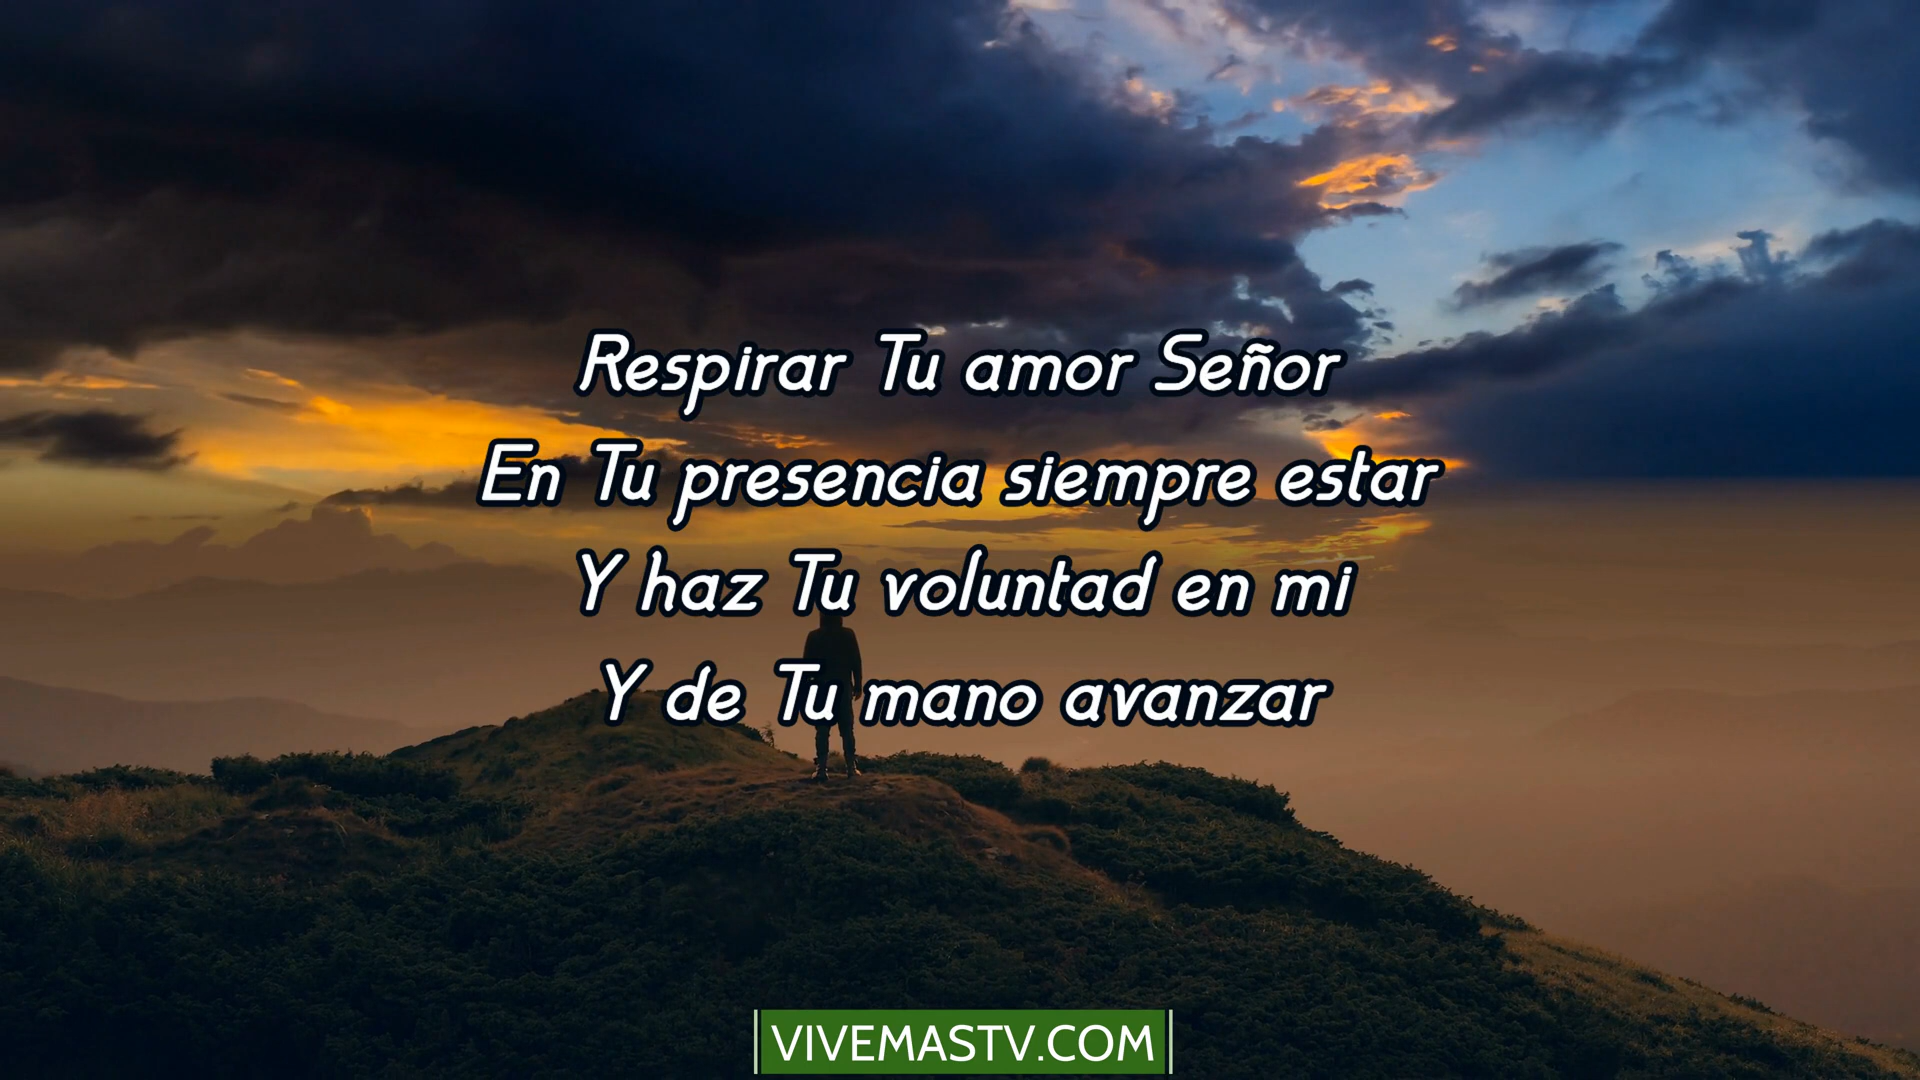 Respirar Tu amor Señor
En Tu presencia siempre estar
Y haz Tu voluntad en mi
Y de Tu mano avanzar
VIVEMASTV.COM